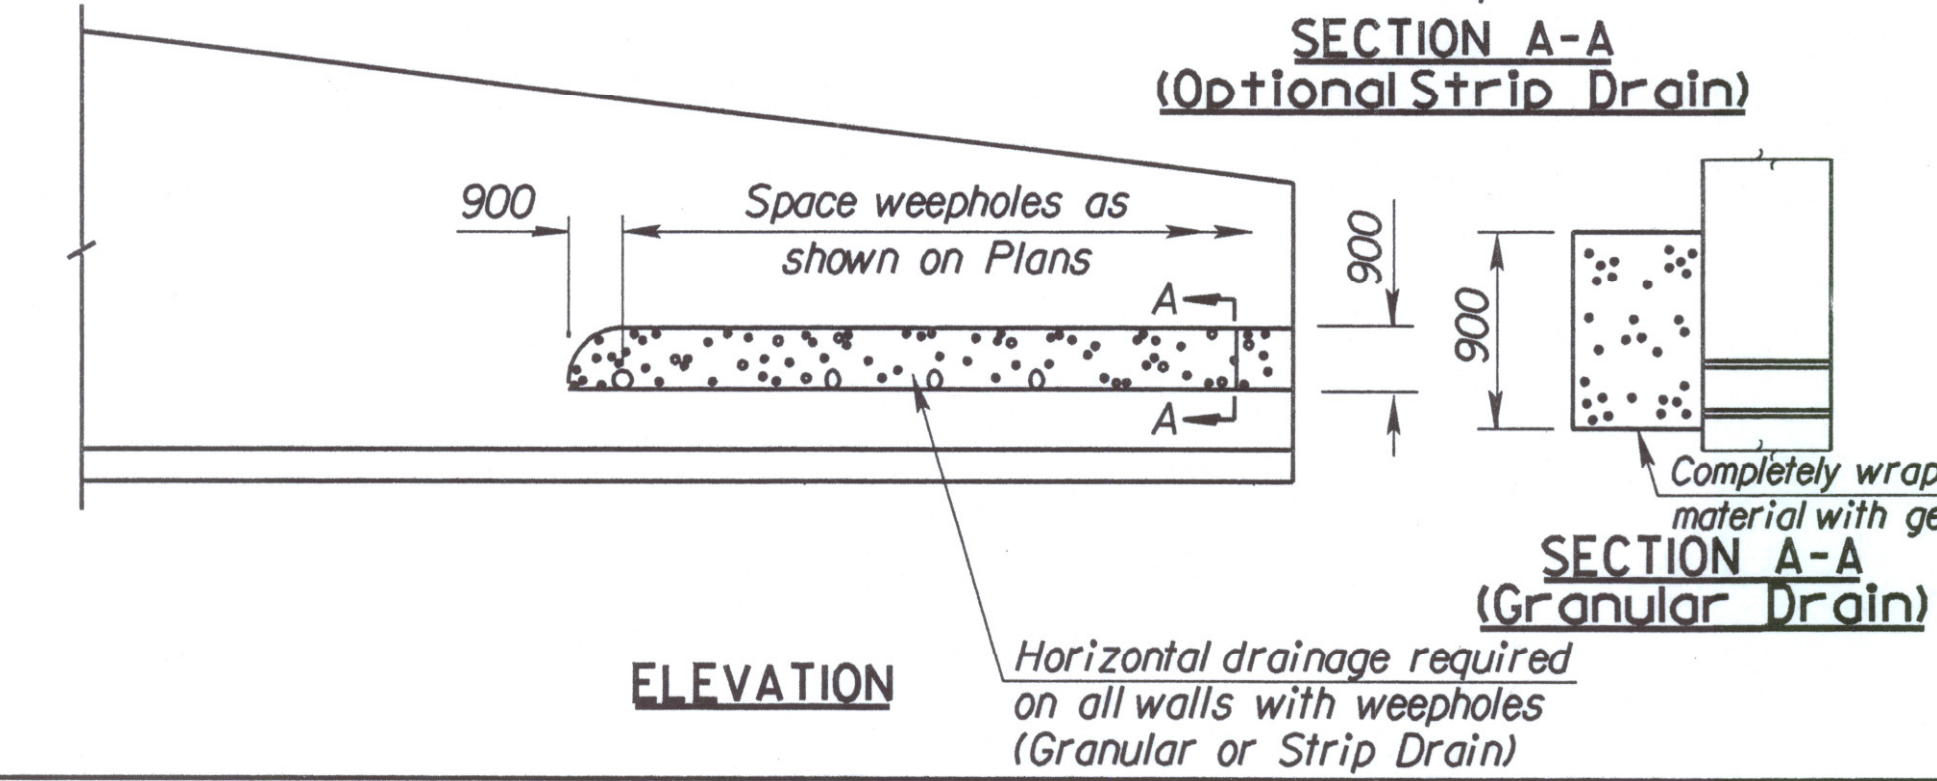 SECTION A-A
(Optional Strip Drain)
900
Space weepholes as
shown on Plans
900
900
A
A
Completely wrap
material with
SECTION A-A
(Granular Drain)
ELEVATION
Horizontal drainage required
on all walls with weepholes
(Granular or Strip Drain)